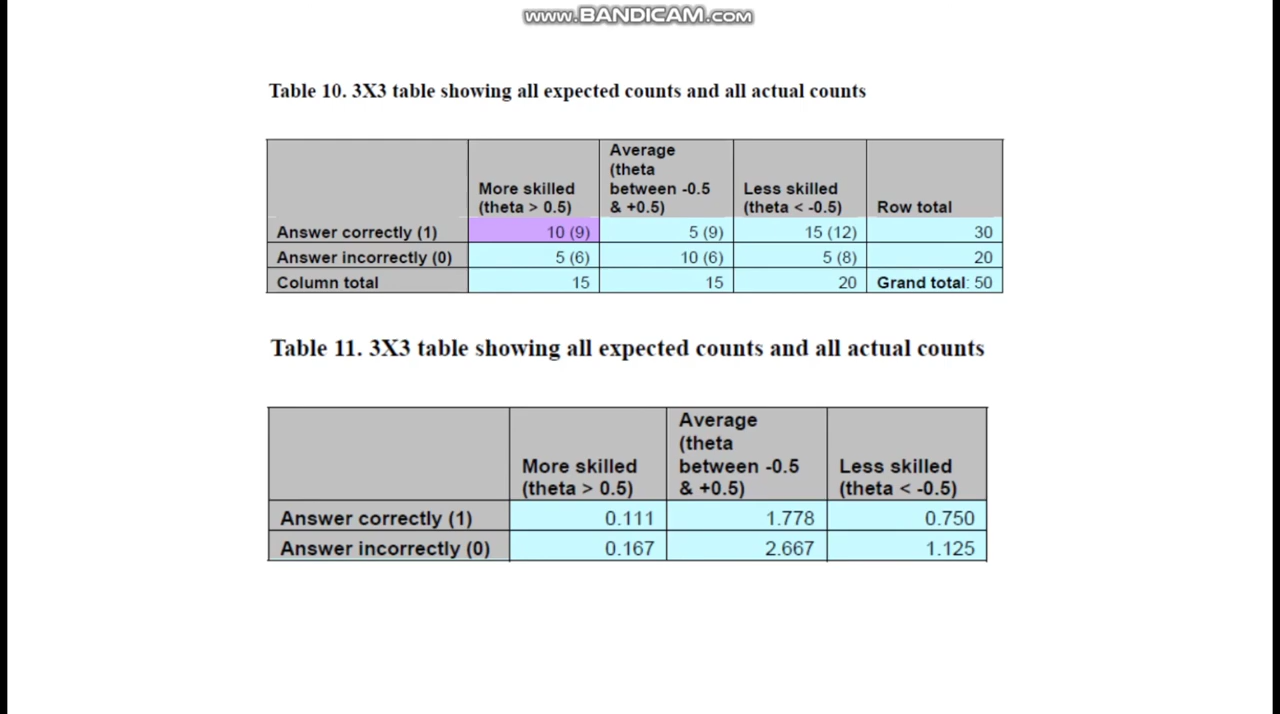 www.BANDICAM.com
Table 10. 3X3 table showing all expected counts and all actual counts
Average
(theta
More skilled between -0.5 Less skilled
(theta > 0.5) & +0.5) (theta < -0.5) Row total
Answer correctly (1) 10 (9) 5 (9) 15 (12) 30
Answer incorrectly (0) 5 (6) 10 (6) 5 (8) 20
Column total 15 15 20 Grand total: 50
Table 11. 3X3 table showing all expected counts and all actual counts
Average
(theta
More skilled between -0.5 Less skilled
(theta > 0.5) & +0.5) (theta < -0.5)
Answer correctly (1) 0.111 1.778 0.750
Answer incorrectly (0) 0.167 2.667 1.125